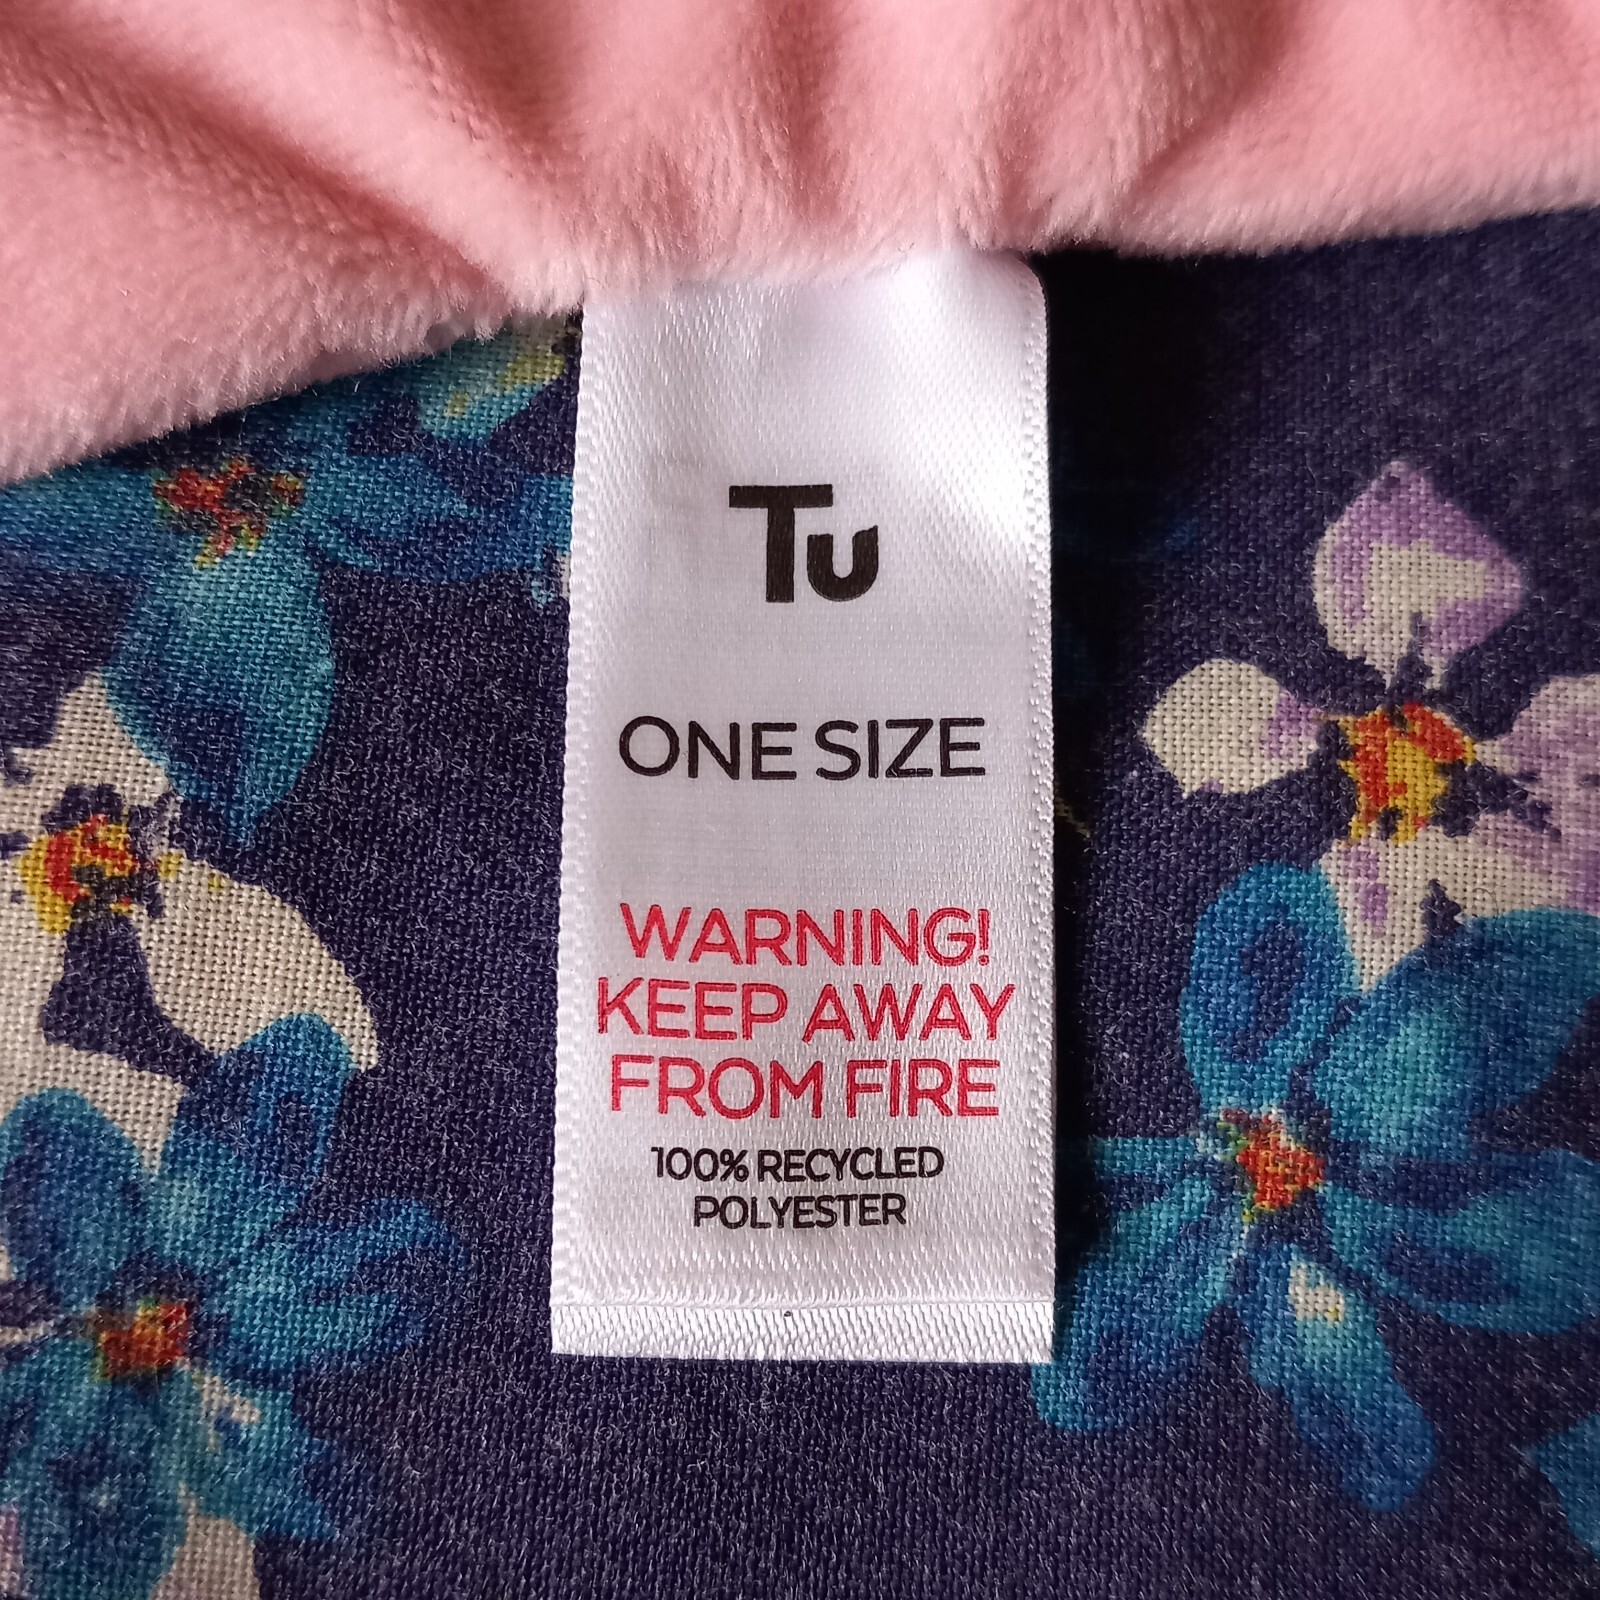 Tu
ONE SIZE
WARNING!
KEEP AWAY
FROM FIRE
100% RECYCLED
POLYESTER